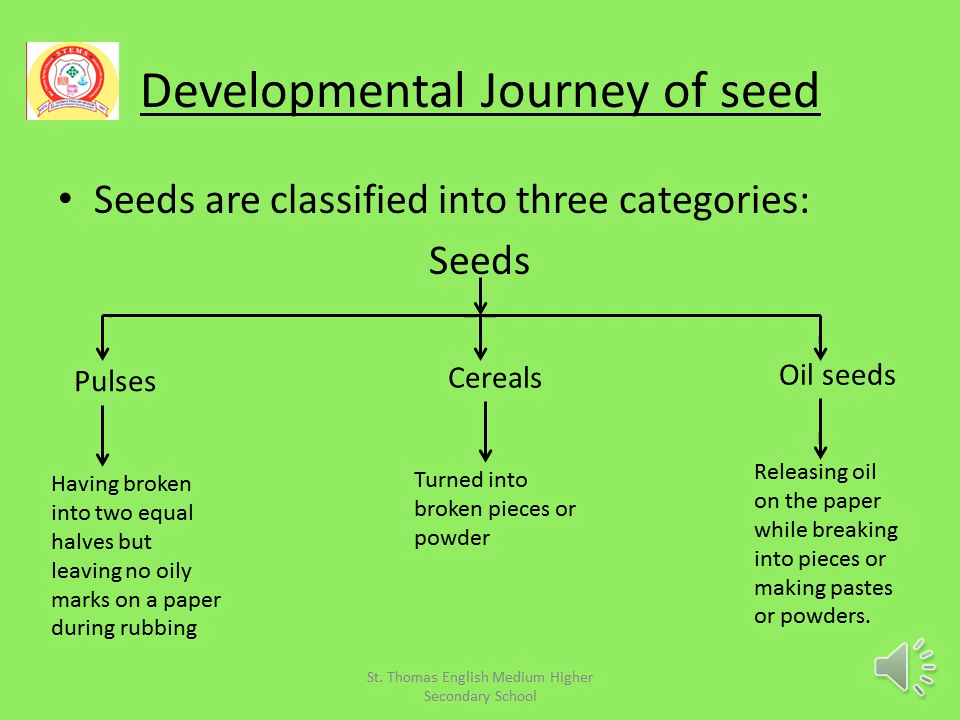 STEMS
Developmental Journey of seed
• Seeds are classified into three categories:
Seeds
Pulses
Cereals
Oil seeds
Having broken
into two equal
halves but
leaving no oily
marks on a paper
during rubbing
Turned into
broken pieces or
powder
Releasing oil
on the paper
while breaking
into pieces or
making pastes
or powders.
St. Thomas English Medium Higher
Secondary School